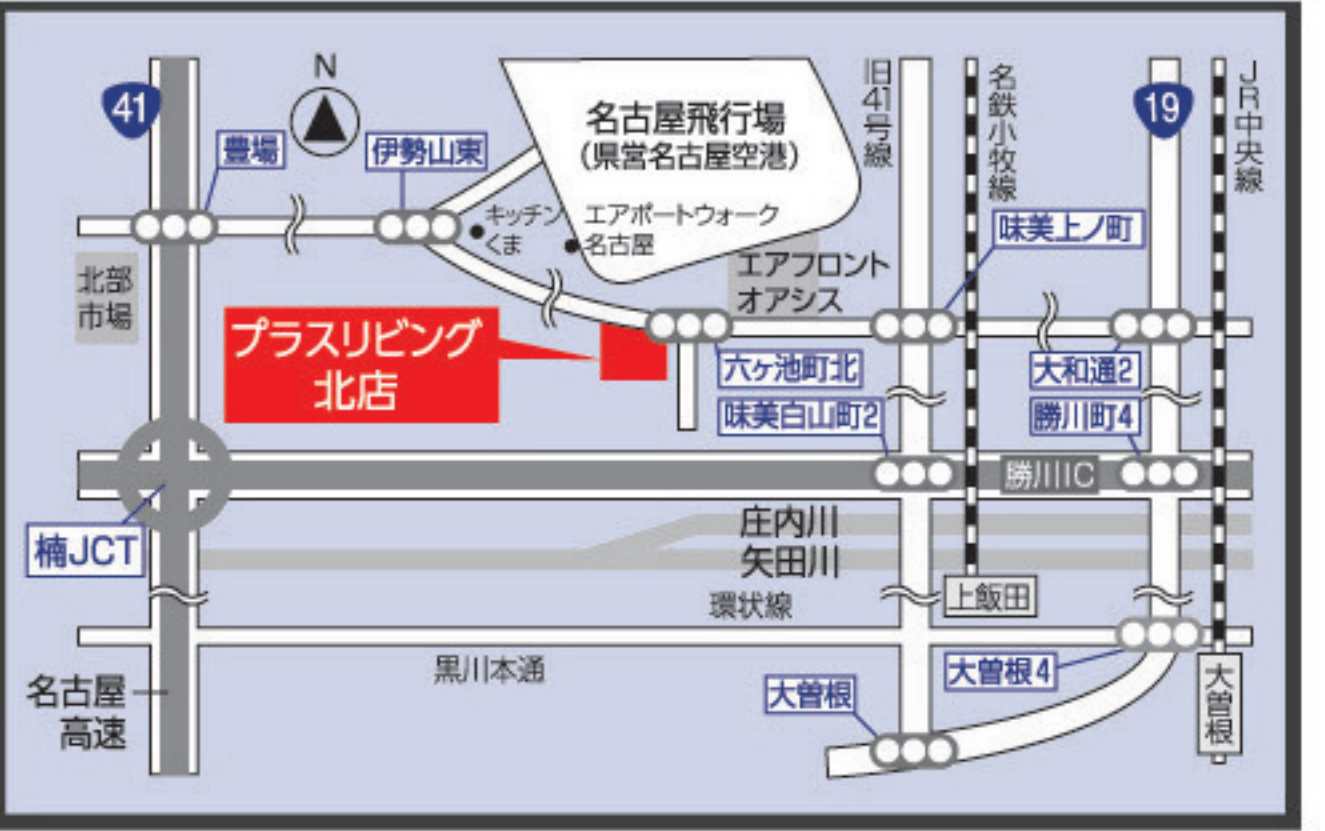 41
N
豊場
伊勢山東
名古屋飛行場
(県営名古屋空港)
旧41号線
名鉄小牧線
19
JR中央線
キッチン
くま
エアポートウォーク
名古屋
味美上ノ町
北部
市場
エアフロント
オアシス
プラスリビング
北店
六ヶ池町北
大和通2
味美白山町2
勝川町4
勝川IC
楠JCT
庄内川
矢田川
上飯田
環状線
黒川本通
大曽根4
大曽根
大曽根
名古屋
高速